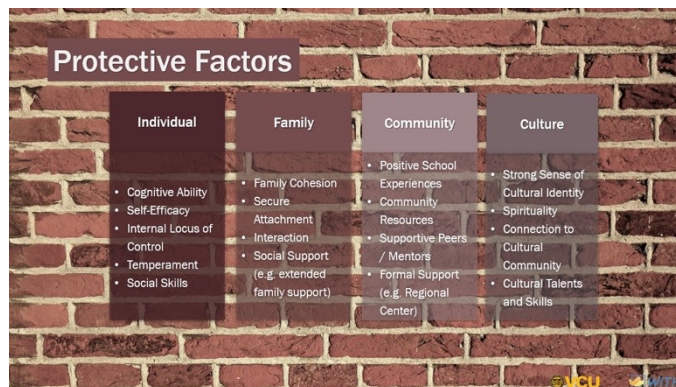 Protective Factors
Individual
• Cognitive Ability
• Self-Efficacy
• Internal Locus of
Control
• Temperament
• Social Skills
Family
• Family Cohesion
• Secure
Attachment
• Interaction
• Social Support
(e.g. extended
family support)
Community
• Positive School
Experiences
• Community
Resources
• Supportive Peers
/ Mentors
• Formal Support
(e.g. Regional
Center)
Culture
• Strong Sense of
Cultural Identity
• Spirituality
• Connection to
Cultural
Community
• Cultural Talents
and Skills
VCU